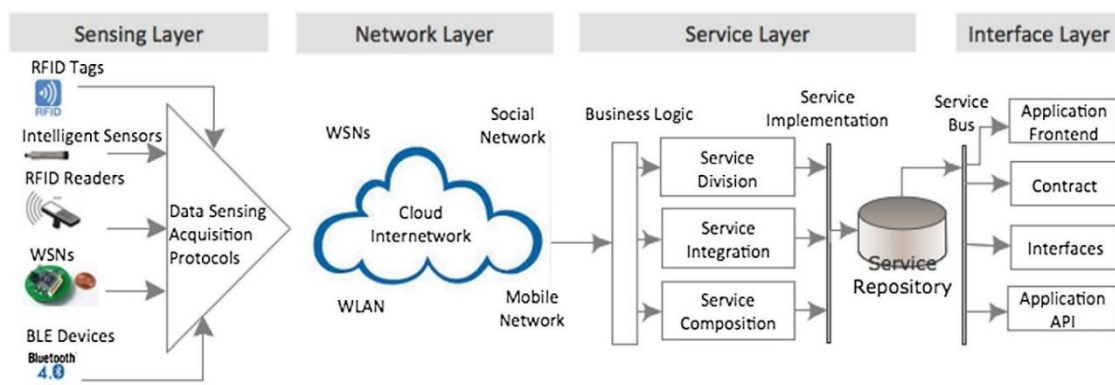 Sensing Layer
Network Layer
Service Layer
Interface Layer
RFID Tags
RFID
Intelligent Sensors
RFID Readers
WSNs
BLE Devices
Bluetooth
4.0
Data Sensing
Acquisition
Protocols
WSNs
Social
Network
Cloud
Internetwork
WLAN
Mobile
Network
Business Logic
Service
Division
Service
Integration
Service
Composition
Service
Implementation
Service
Repository
Service
Bus
Application
Frontend
Contract
Interfaces
Application
API